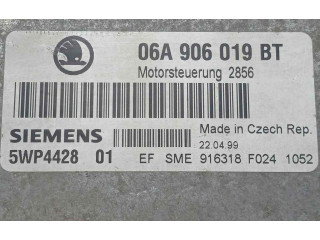 06A 906 019 BT
Motorsteuerung 2856
SIEMENS
Made in Czech Rep.
5WP4428 01
22.04.99
EF SME 916318 F024 1052